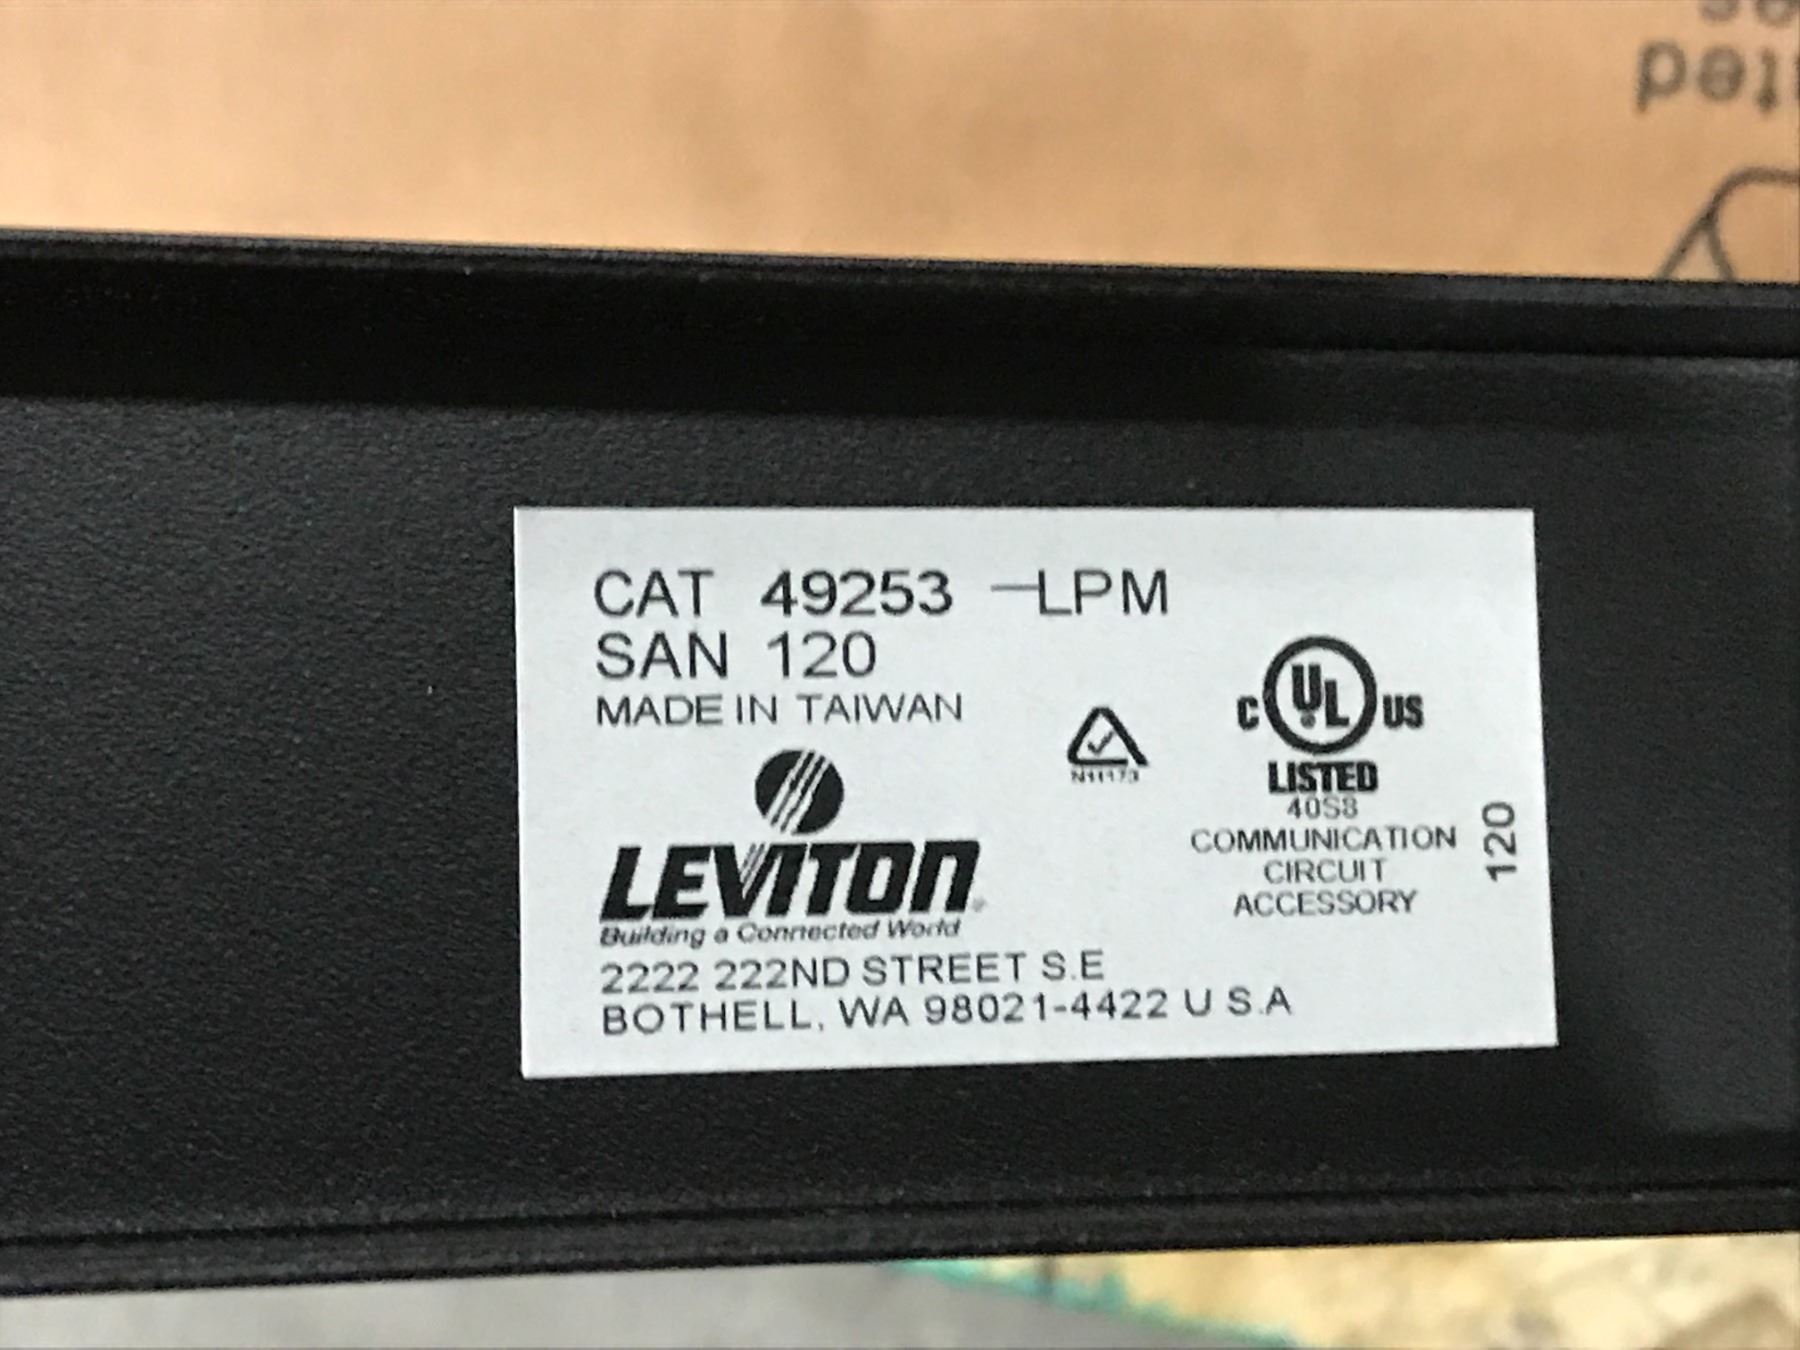 CAT 49253 -LPM
SAN 120
MADE IN TAIWAN
N11173
C UL US
LISTED
40S8
COMMUNICATION
CIRCUIT
ACCESSORY
120
LEVITON
Building a Connected World
2222 222ND STREET S.E
BOTHELL, WA 98021-4422 U S.A